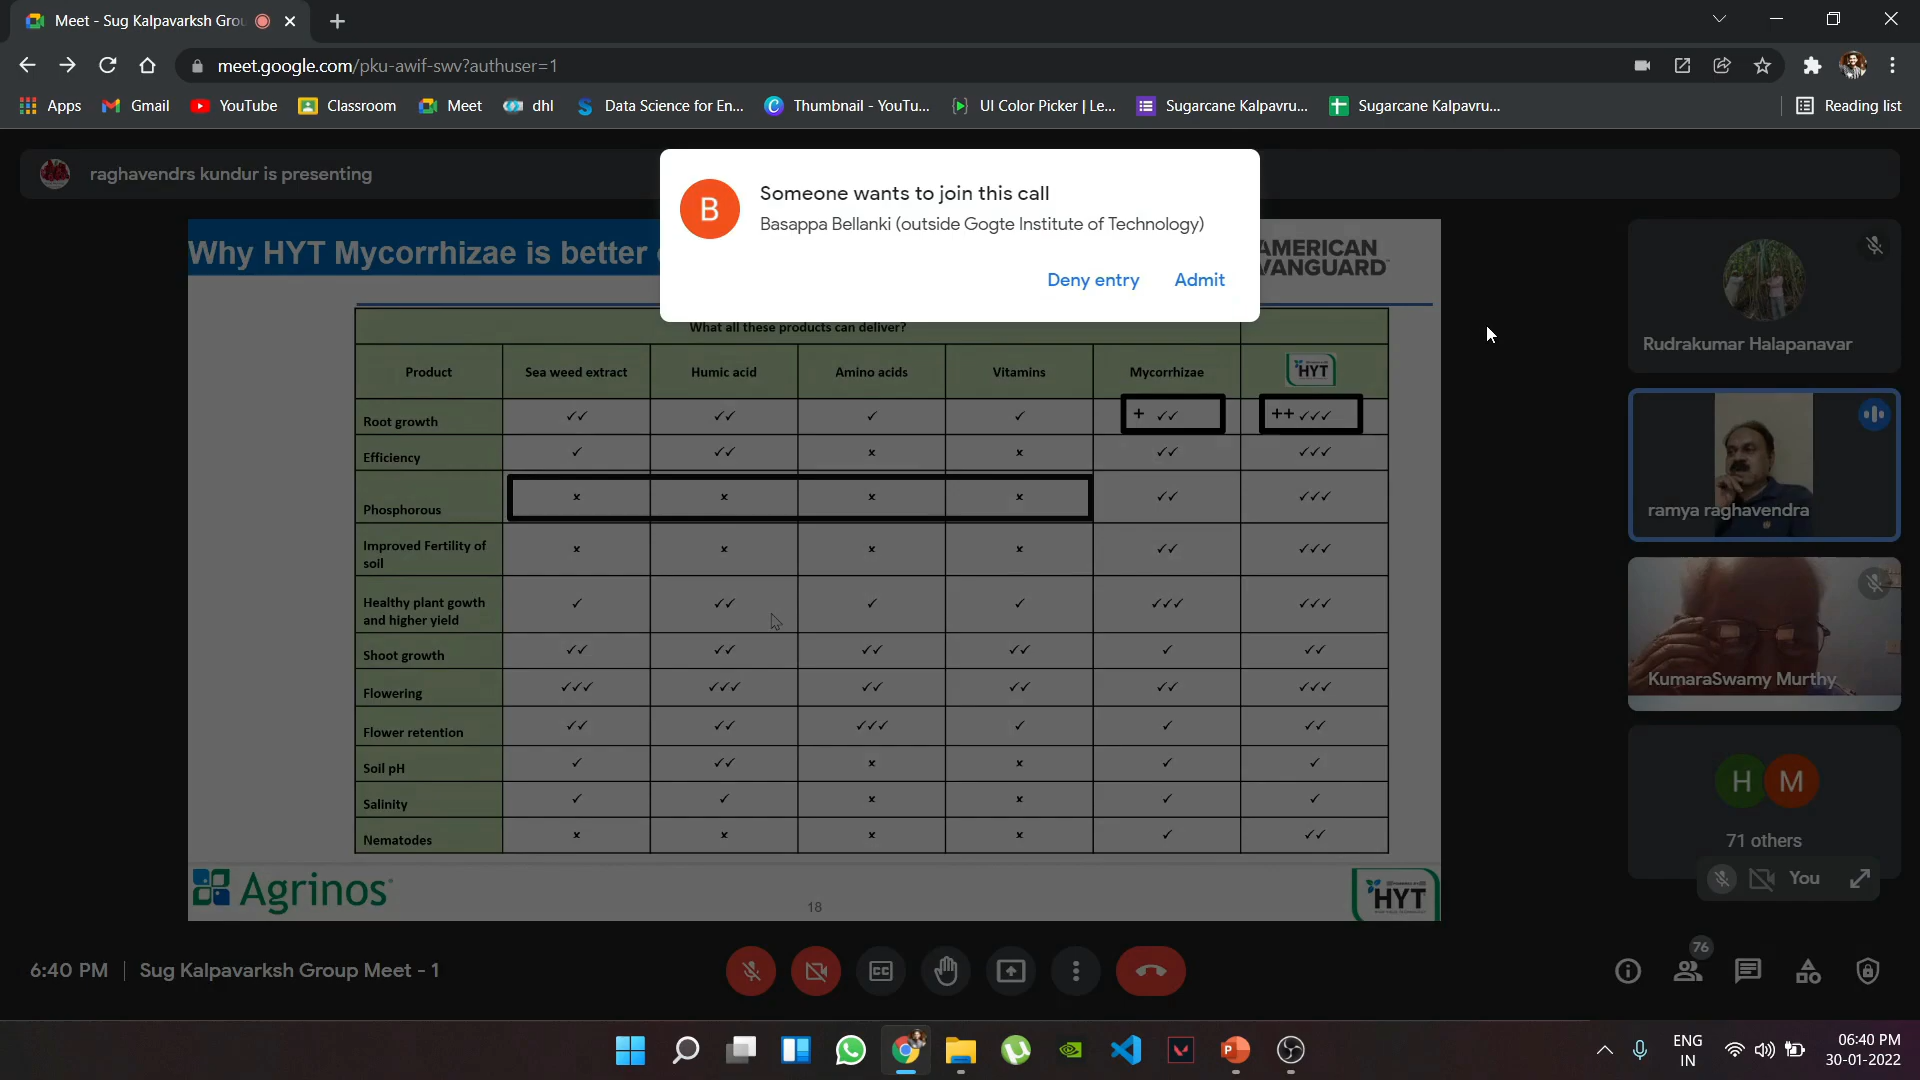 Meet - Sug Kalpavarksh Grou
meet.google.com/pku-awif-swv?authuser=1
Apps Gmail YouTube Classroom Meet dhl Data Science for En... Thumbnail - YouTu... UI Color Picker | Le... Sugarcane Kalpavru... Sugarcane Kalpavru... Reading list
raghavendrs kundur is presenting
B
Someone wants to join this call
Basappa Bellanki (outside Gogte Institute of Technology)
Deny entry Admit
Why HYT Mycorrhizae is better
AMERICAN
VANGUARD
What all these products can deliver?
Product Sea weed extract Humic acid Amino acids Vitamins Mycorrhizae HYT
Root growth ✓✓ ✓✓ ✓ ✓ + ✓✓ ++ ✓✓✓
Efficiency ✓ ✓✓ x x ✓✓ ✓✓✓
Phosphorous x x x x ✓✓ ✓✓✓
Improved Fertility of
soil x x x x ✓✓ ✓✓✓
Healthy plant gowth
and higher yield ✓ ✓✓ ✓ ✓ ✓✓✓ ✓✓✓
Shoot growth ✓✓ ✓✓ ✓✓ ✓✓ ✓ ✓✓
Flowering ✓✓✓ ✓✓✓ ✓✓ ✓✓ ✓✓ ✓✓✓
Flower retention ✓✓ ✓✓ ✓✓✓ ✓ ✓ ✓✓
Soil pH ✓ ✓✓ x x ✓ ✓
Salinity ✓ ✓ x x ✓ ✓
Nematodes x x x x ✓ ✓✓
Agrinos
18
HYT
Rudrakumar Halapanavar
ramya raghavendra
KumaraSwamy Murthy
H M
71 others
You
6:40 PM | Sug Kalpavarksh Group Meet - 1
CC
76
ENG
IN
06:40 PM
30-01-2022